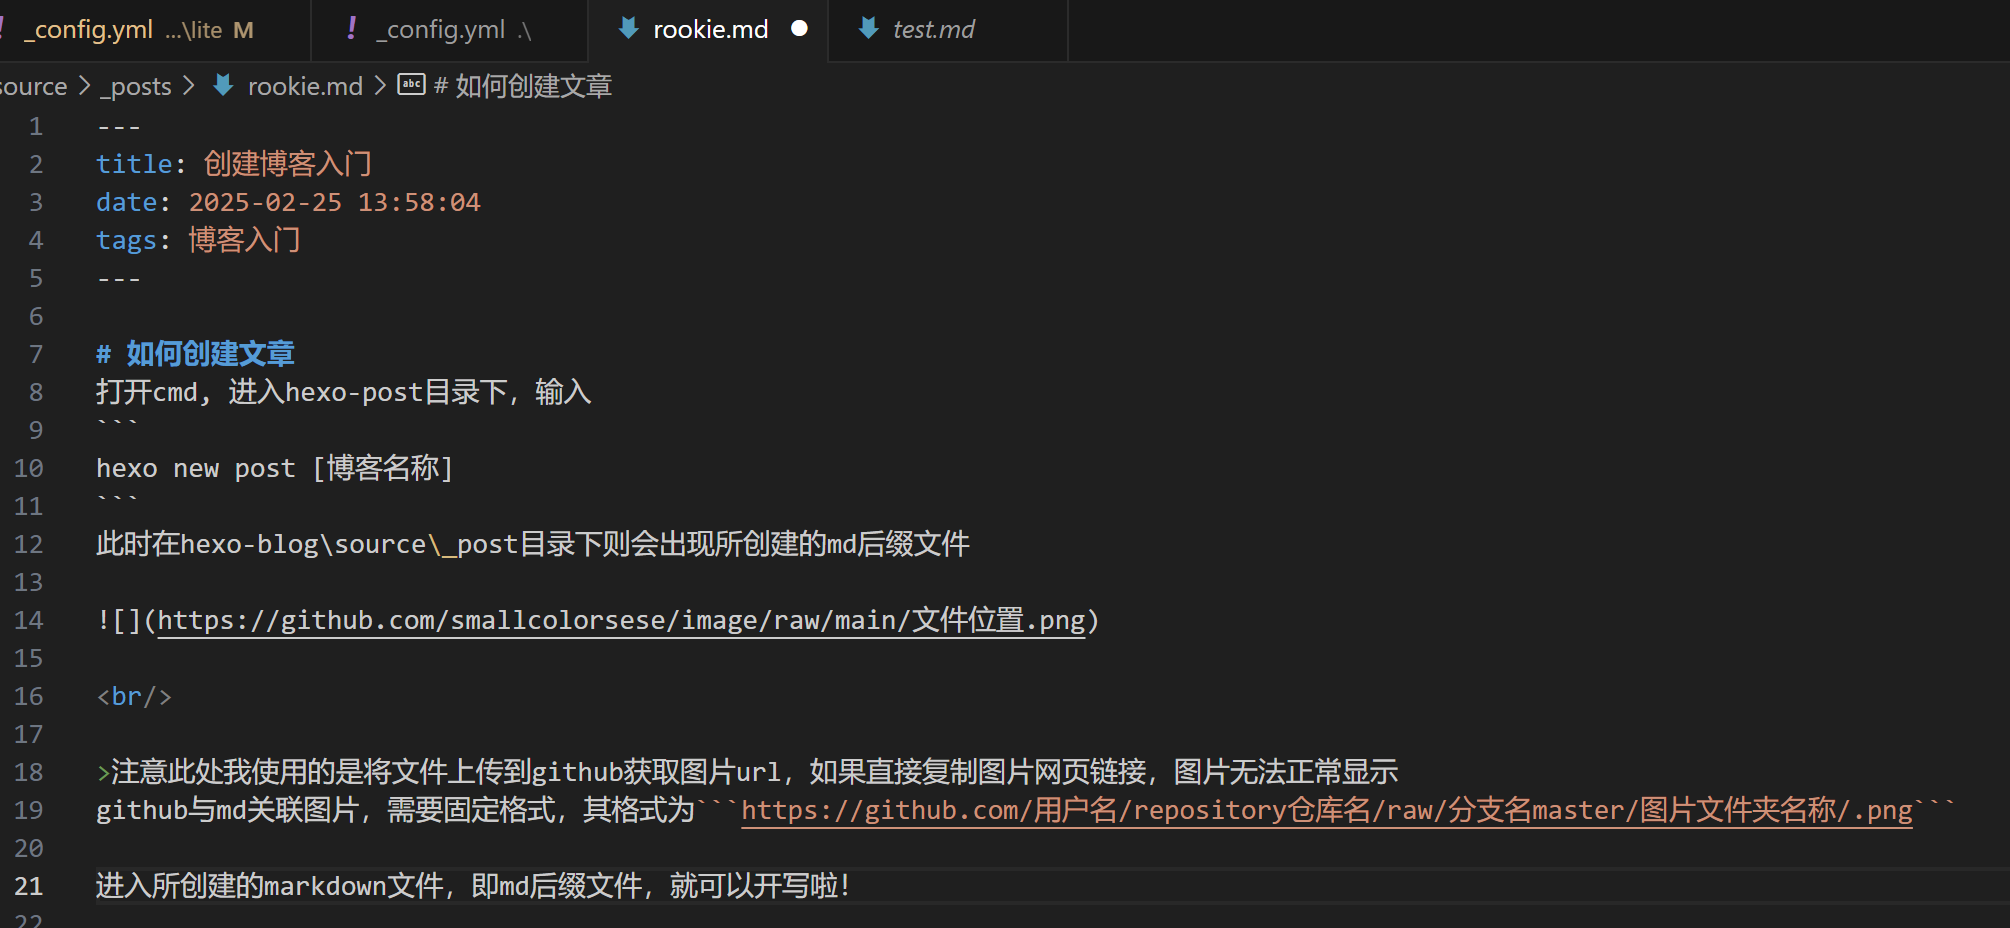 _config.yml ...\lite M
! _config.yml .\
rookie.md
test.md
source > _posts > rookie.md > # 如何创建文章
1 ---
2 title: 创建博客入门
3 date: 2025-02-25 13:58:04
4 tags: 博客入门
5 ---
6
7 # 如何创建文章
8 打开cmd, 进入hexo-post目录下，输入
9 ```
10 hexo new post [博客名称]
11 ```
12 此时在hexo-blog\source\_post目录下则会出现所创建的md后缀文件
13
14 ![](https://github.com/smallcolorsese/image/raw/main/文件位置.png)
15
16 <br/>
17
18 >注意此处我使用的是将文件上传到github获取图片url，如果直接复制图片网页链接，图片无法正常显示
19 github与md关联图片，需要固定格式，其格式为```https://github.com/用户名/repository仓库名/raw/分支名master/图片文件夹名称/.png```
20
21 进入所创建的markdown文件，即md后缀文件，就可以开写啦！
22